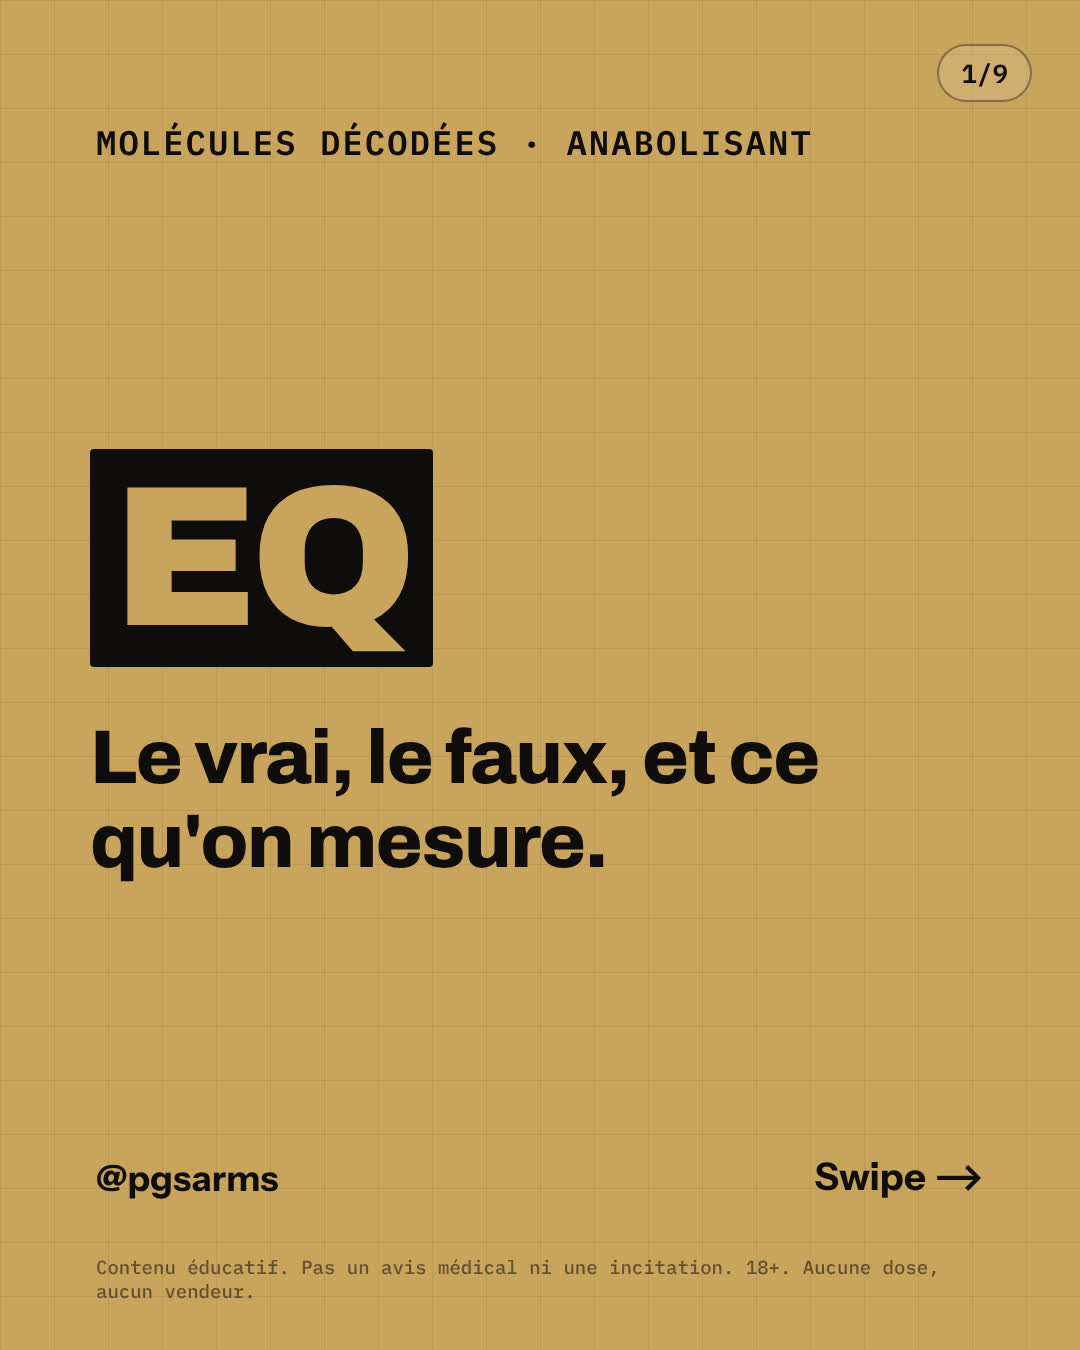 1/9
MOLÉCULES DÉCODÉES · ANABOLISANT
EQ
Le vrai, le faux, et ce
qu'on mesure.
@pgsarms
Swipe →
Contenu éducatif. Pas un avis médical ni une incitation. 18+. Aucune dose,
aucun vendeur.